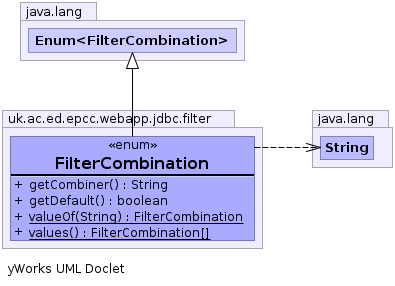 java.lang
Enum<FilterCombination>
uk.ac.ed.epcc.webapp.jdbc.filter
java.lang
«enum»
FilterCombination
String
+ getCombiner() : String
+ getDefault() : boolean
+ valueOf(String) : FilterCombination
+ values() : FilterCombination[]
yWorks UML Doclet